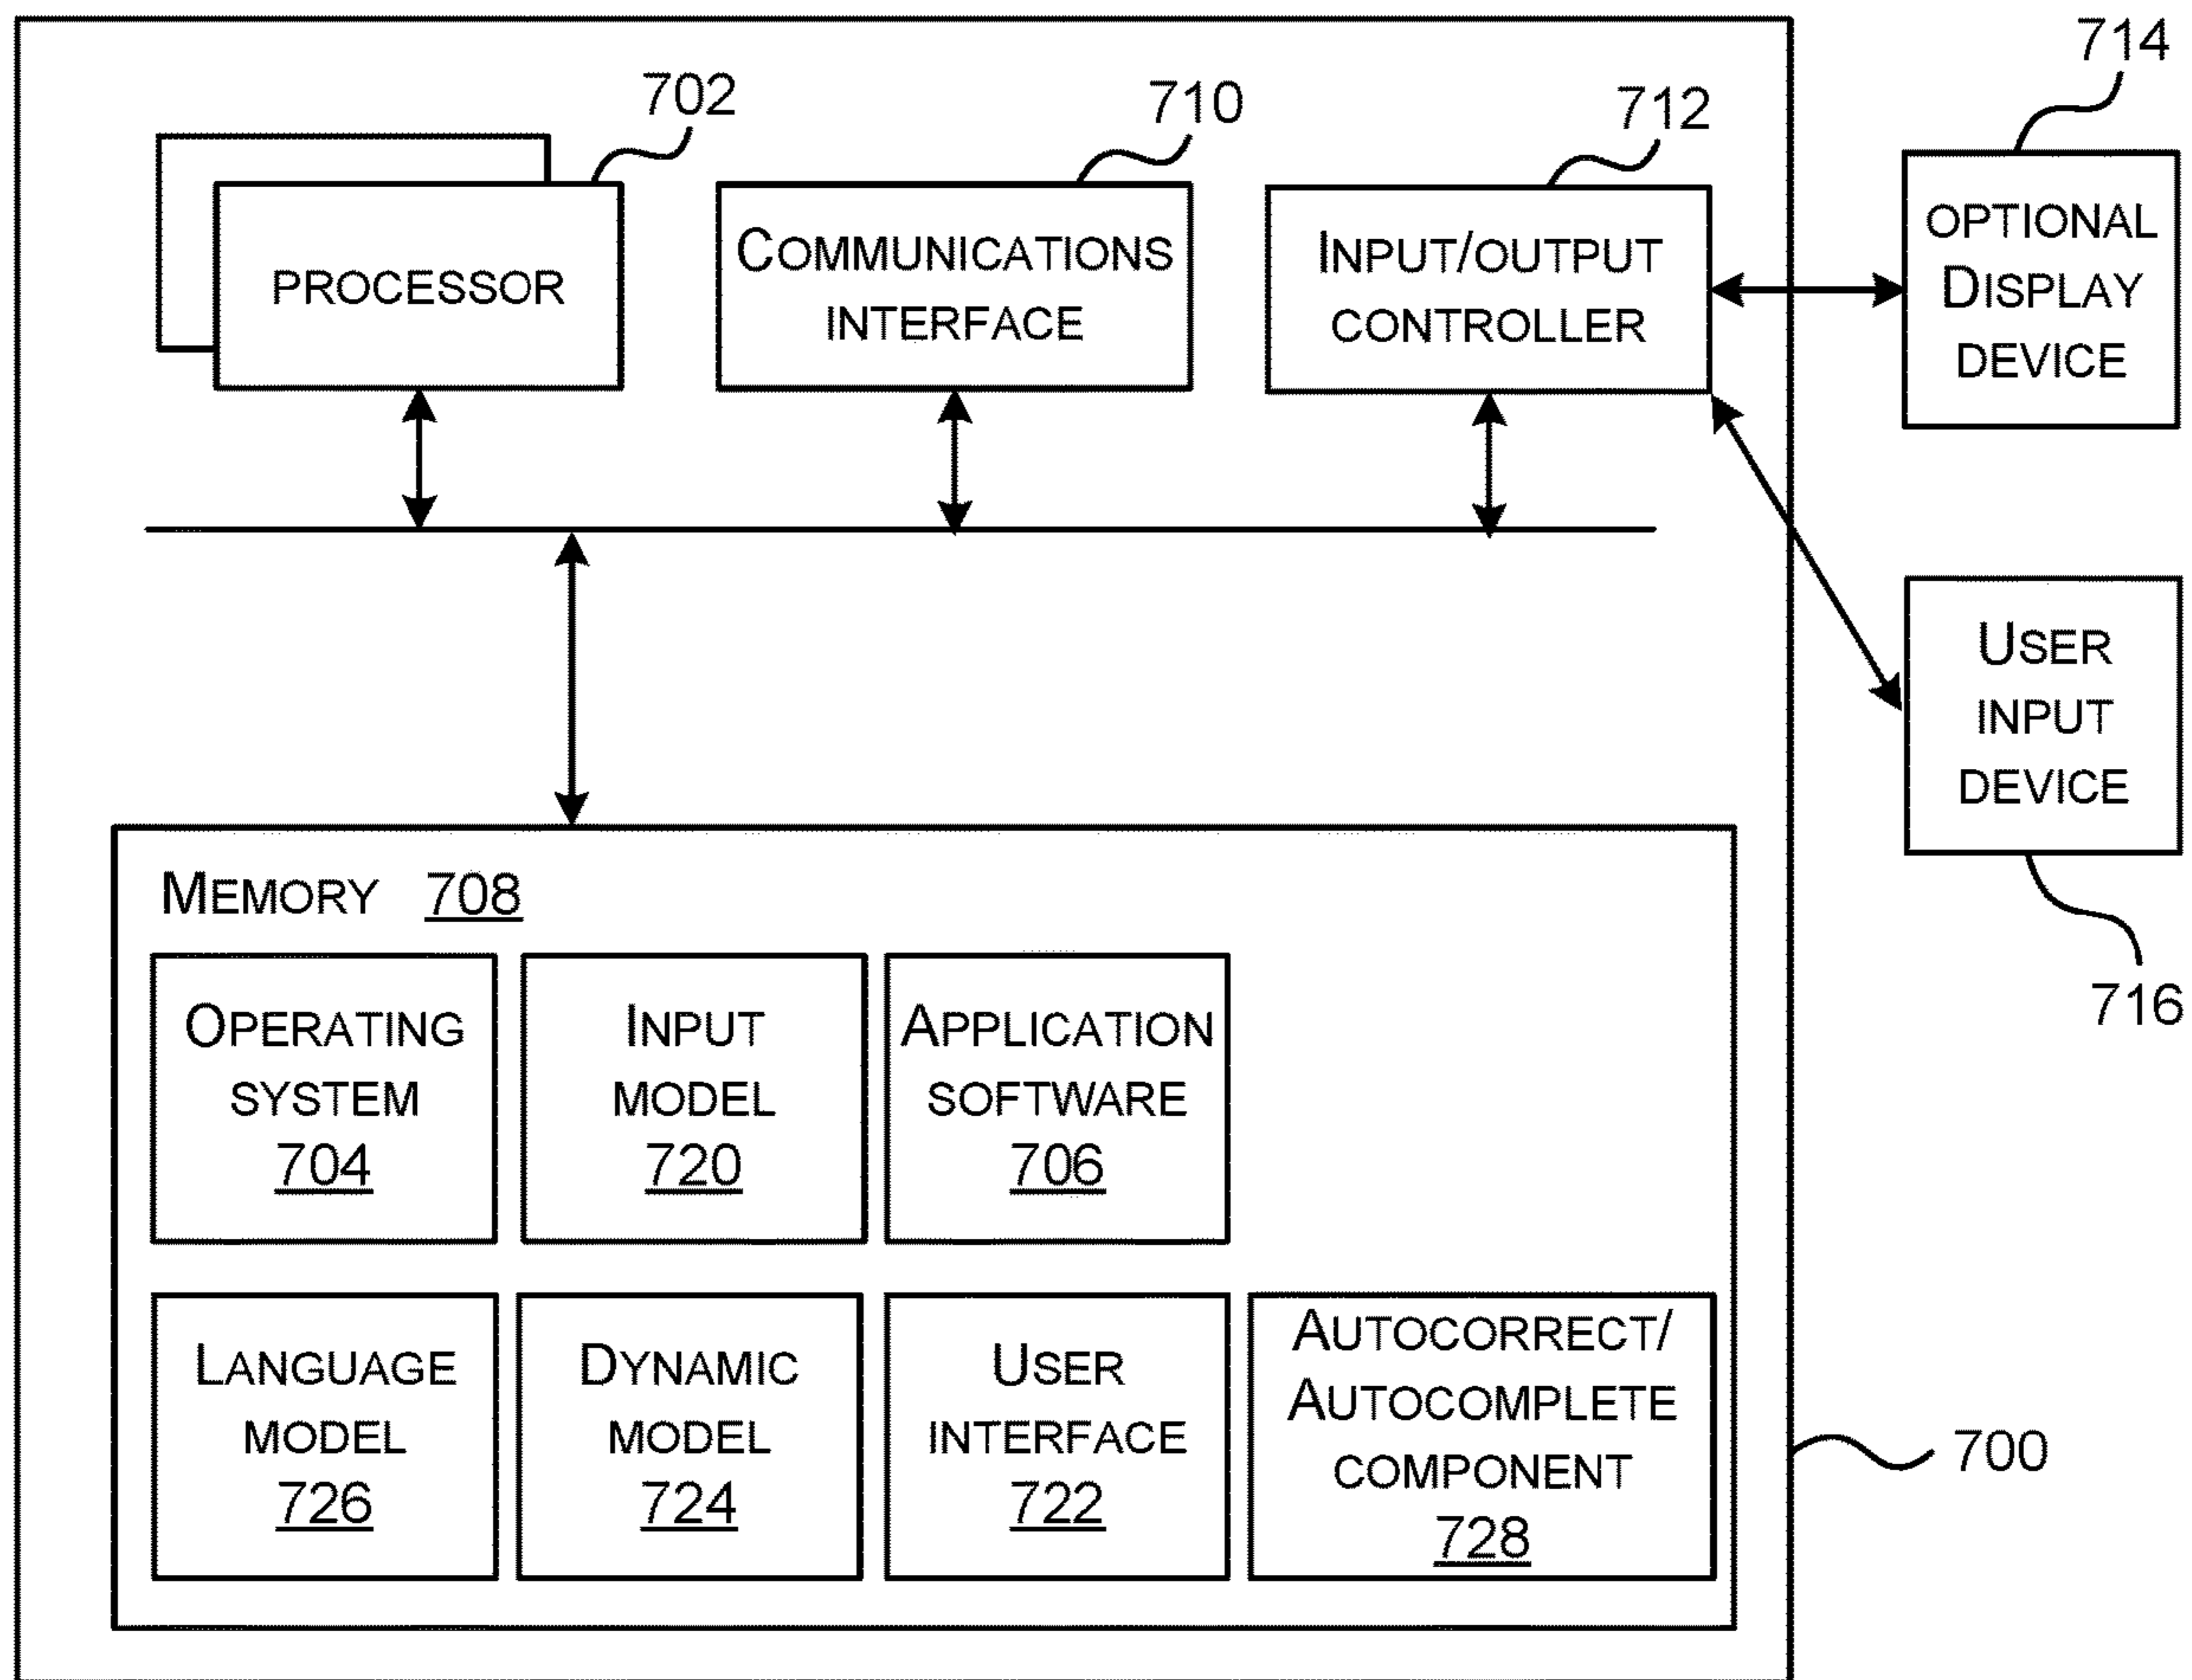 714
702
710
712
PROCESSOR
COMMUNICATIONS
INTERFACE
INPUT/OUTPUT
CONTROLLER
OPTIONAL
DISPLAY
DEVICE
USER
INPUT
DEVICE
716
MEMORY 708
OPERATING
SYSTEM
704
INPUT
MODEL
720
APPLICATION
SOFTWARE
706
LANGUAGE
MODEL
726
DYNAMIC
MODEL
724
USER
INTERFACE
722
AUTOCORRECT/
AUTOCOMPLETE
COMPONENT
728
700